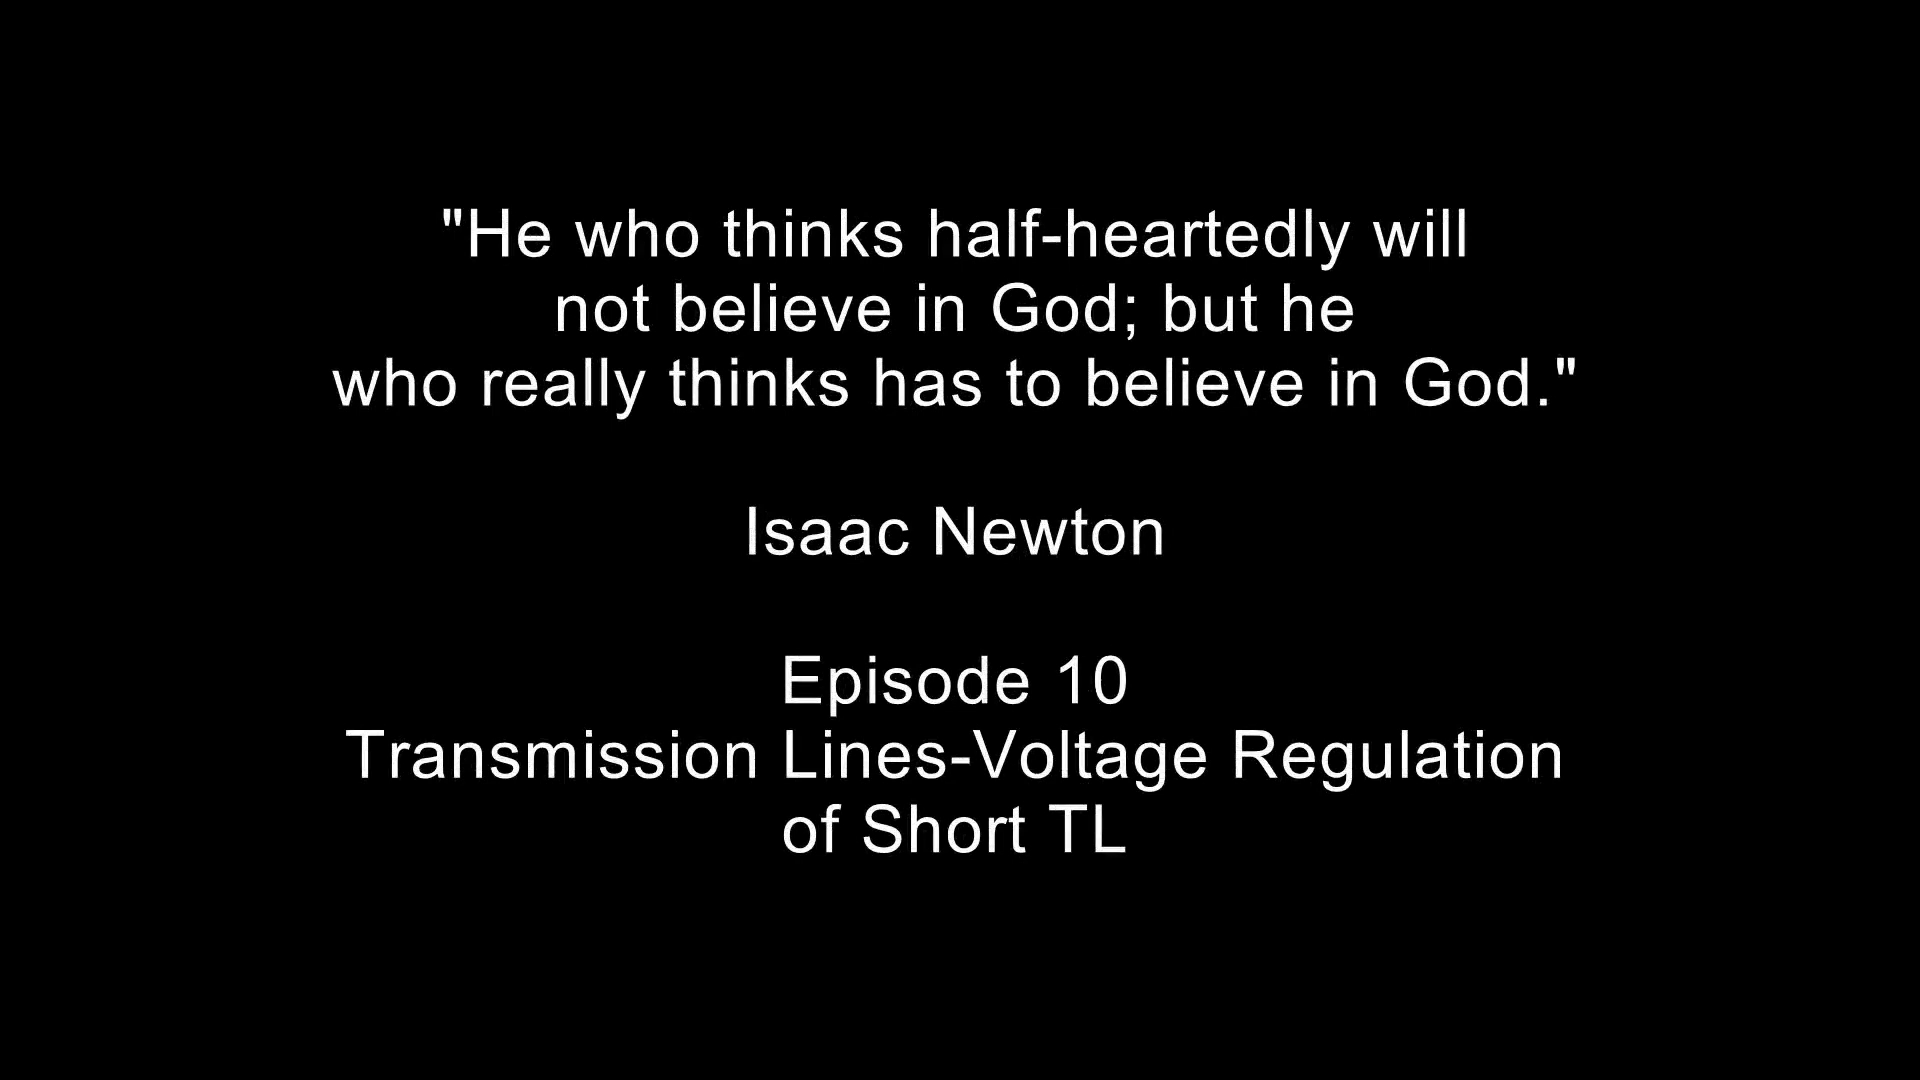 "He who thinks half-heartedly will
not believe in God; but he
who really thinks has to believe in God."
Isaac Newton
Episode 10
Transmission Lines-Voltage Regulation
of Short TL